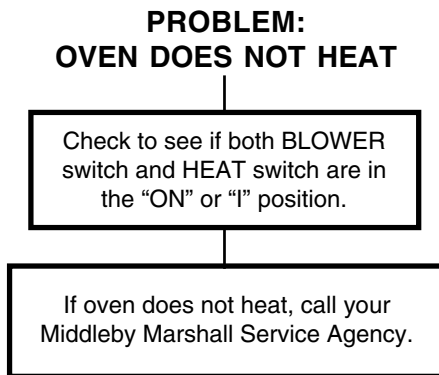 PROBLEM:
OVEN DOES NOT HEAT
Check to see if both BLOWER
switch and HEAT switch are in
the “ON” or “I” position.
If oven does not heat, call your
Middleby Marshall Service Agency.